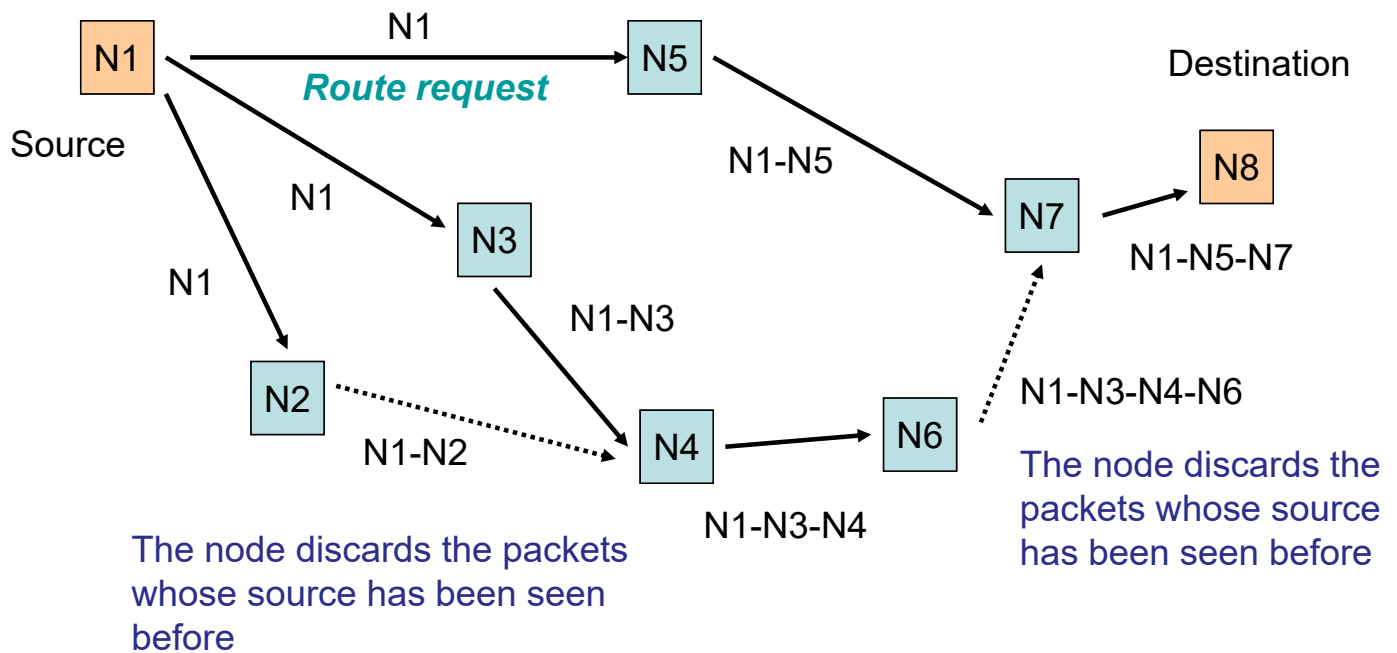 N1
N1
N5
Route request
Destination
Source
N1-N5
N8
N1
N7
N3
N1-N5-N7
N1
N1-N3
N2
N1-N3-N4-N6
N1-N2
N4
N6
N1-N3-N4
The node discards the
packets whose source
has been seen before
The node discards the packets
whose source has been seen
before